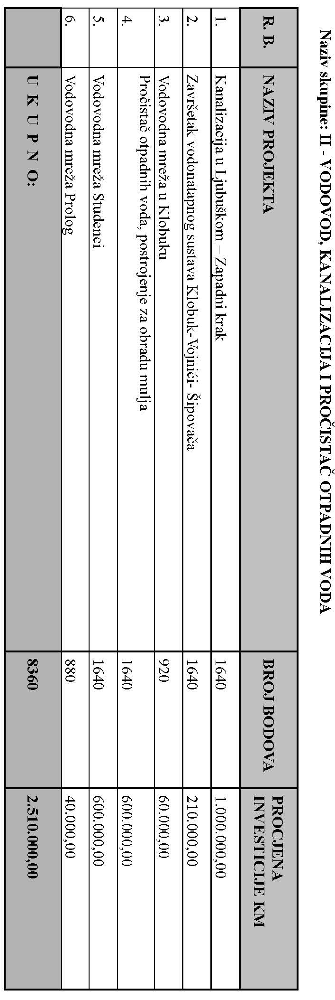 Naziv skupine: II - VODOVOD, KANALIZACIJA I PROČISTAČ OTPADNIH VODA
R. B. NAZIV PROJEKTA BROJ BODOVA PROCJENA
INVESTICIJE KM
1. Kanalizacija u Ljubuškom – Zapadni krak 1640 1.000.000,00
2. Završetak vodonatapnog sustava Klobuk-Vojnići- Šipovača 1640 210.000,00
3. Vodovodna mreža u Klobuku 920 60.000,00
4. Pročistač otpadnih voda, postrojenje za obradu mulja 1640 600.000,00
5. Vodovodna mreža Studenci 1640 600.000,00
6. Vodovodna mreža Prolog 880 40.000,00
U K U P N O: 8360 2.510.000,00